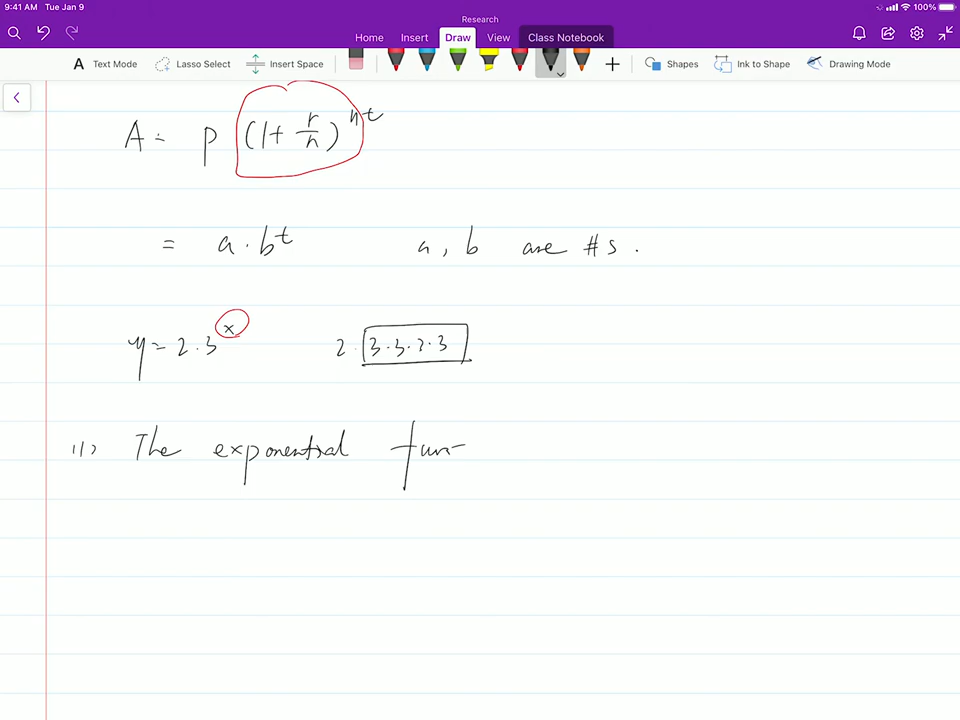 9:41 AM Tue Jan 9 100%
Research
Home Insert Draw View Class Notebook
A Text Mode Lasso Select Insert Space Shapes Ink to Shape Drawing Mode
A = p (1 + r/n)^nt
= a · b^t a, b are #s.
y = 2 · 3^x 2 · 3 · 3 · 3 · 3
(1) The exponential func